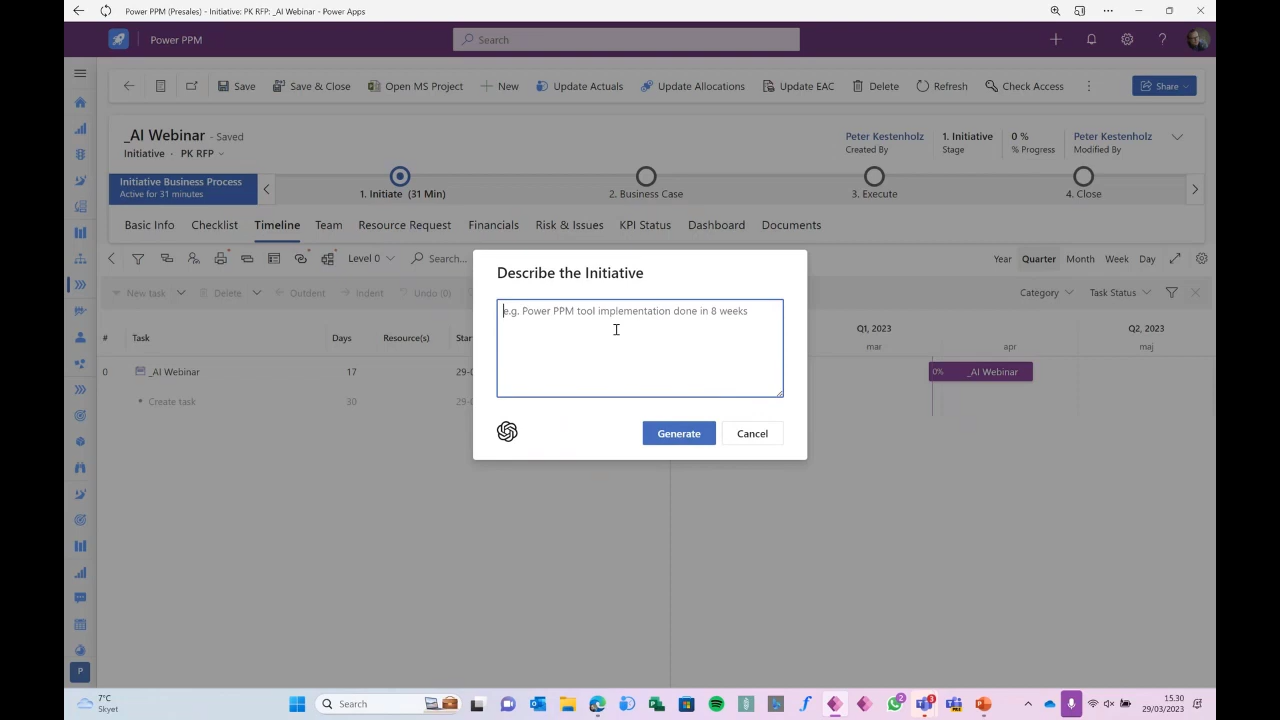 Power PPM (Presales) - Initiative: PK RFP: _AI Webinar - Power Apps
Power PPM
Search
Save
Save & Close
Open MS Project
New
Update Actuals
Update Allocations
Update EAC
Delete
Refresh
Check Access
Share
_AI Webinar - Saved
Initiative · PK RFP
Peter Kestenholz
Created By
1. Initiative
Stage
0 %
% Progress
Peter Kestenholz
Modified By
Initiative Business Process
Active for 31 minutes
1. Initiate (31 Min)
2. Business Case
3. Execute
4. Close
Basic Info
Checklist
Timeline
Team
Resource Request
Financials
Risk & Issues
KPI Status
Dashboard
Documents
Level 0
Search...
Year
Quarter
Month
Week
Day
New task
Delete
Outdent
Indent
Undo (0)
Category
Task Status
Describe the Initiative
e.g. Power PPM tool implementation done in 8 weeks
Generate
Cancel
#
Task
Days
Resource(s)
Star
Q1, 2023
mar
apr
Q2, 2023
maj
0
_AI Webinar
17
29-0
0%
_AI Webinar
Create task
30
29-0
P
7°C
Skyet
Search
2
3
15.30
29/03/2023